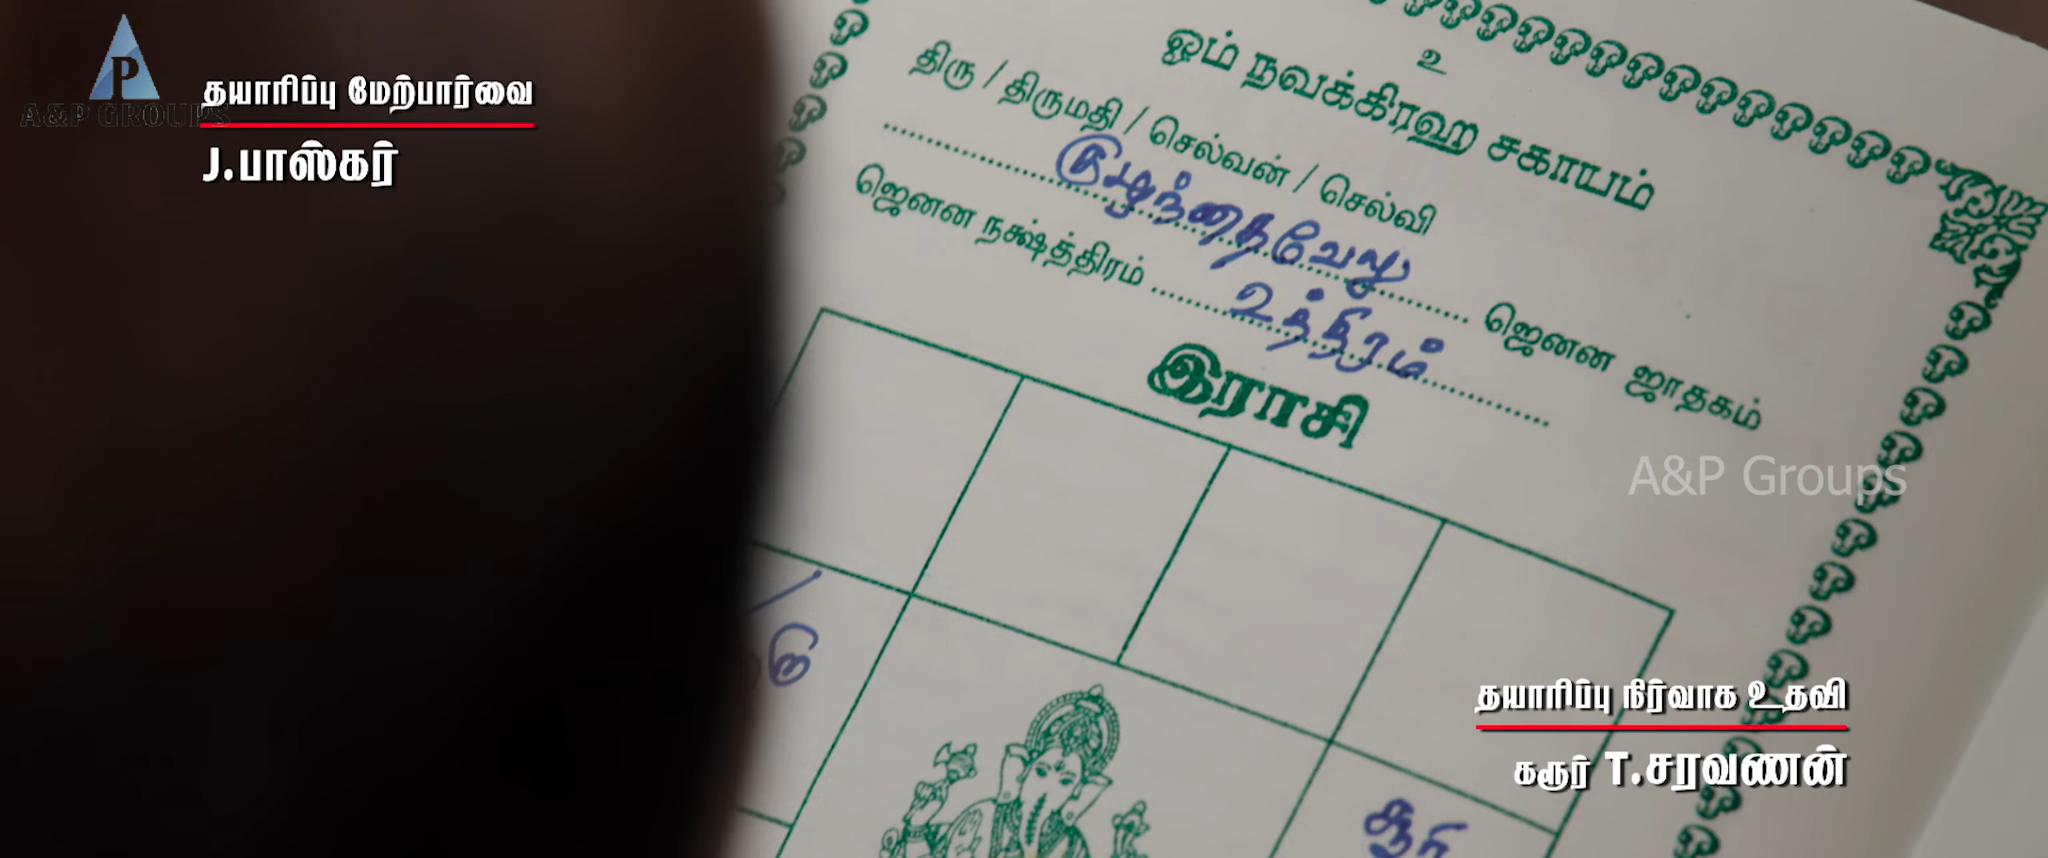 A&P GROUPS
தயாரிப்பு மேற்பார்வை
J.பாஸ்கர்
உ
ஓம் நவக்கிரஹ சகாயம்
திரு / திருமதி / செல்வன் / செல்வி
குழந்தைவேலு ஜெனன ஜாதகம்
ஜெனன நக்ஷத்திரம் உத்திரம்
இராசி
A&P Groups
தயாரிப்பு நிர்வாக உதவி
கரூர் T.சரவணன்